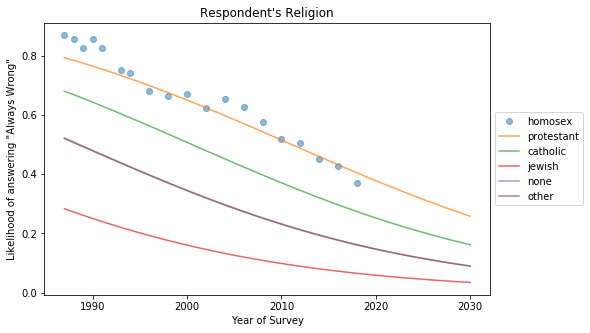 Respondent's Religion
Likelihood of answering "Always Wrong"
0.8
0.6
0.4
0.2
0.0
1990 2000 2010 2020 2030
Year of Survey
homosex
protestant
catholic
jewish
none
other